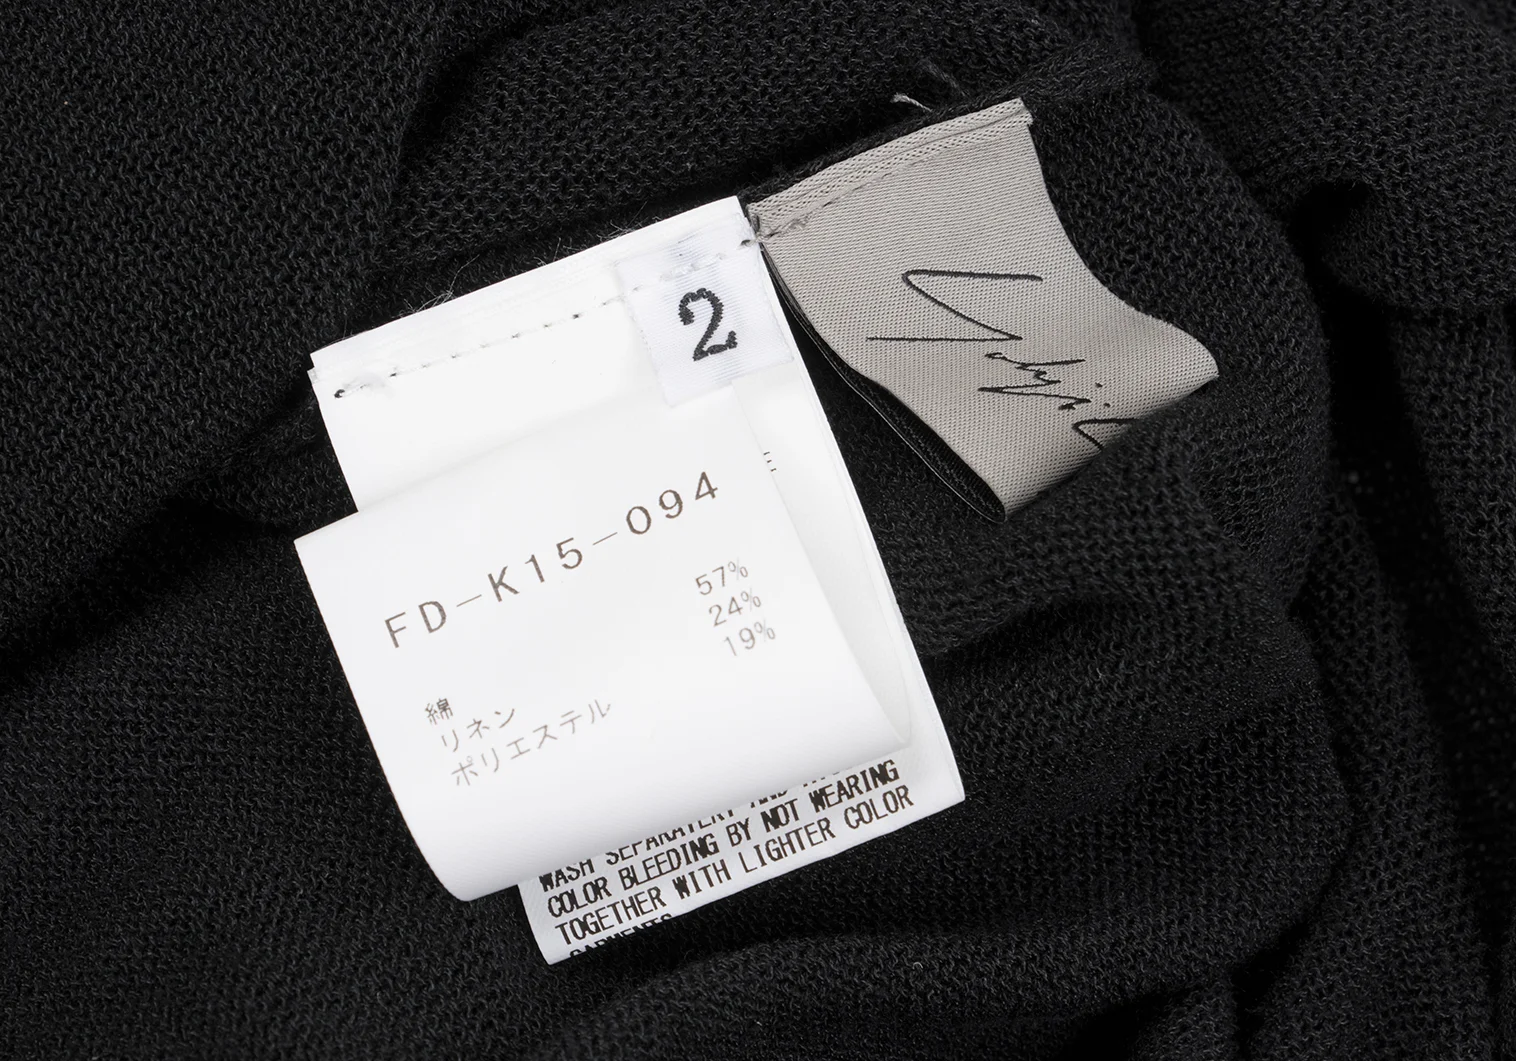 2
FD-K15-094
綿 57%
リネン 24%
ポリエステル 19%
WASH SEPARATELY AND
WEARING
COLOR BLEEDING BY NOT
TOGETHER WITH LIGHTER COLOR
GARMENTS